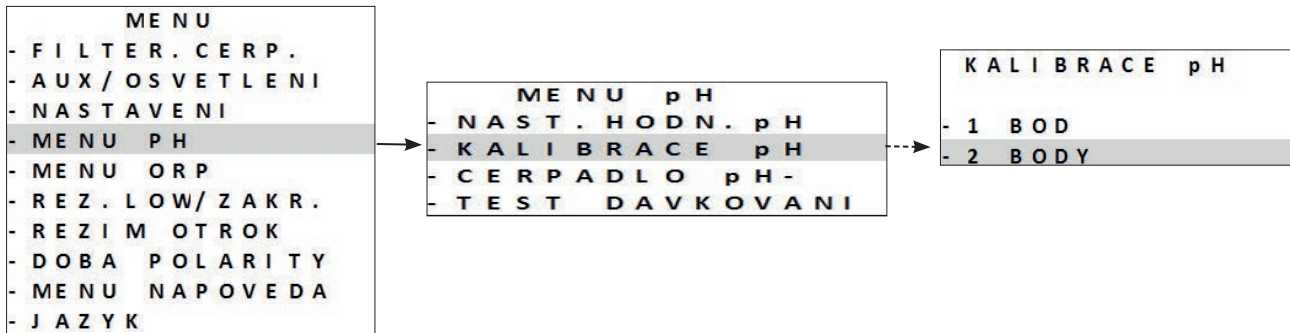 MENU
- FILTER. CERP.
- AUX/OSVETLENI
- NASTAVENI
- MENU PH
- MENU ORP
- REZ. LOW/ZAKR.
- REZIM OTROK
- DOBA POLARITY
- MENU NAPOVEDA
- JAZYK
MENU pH
- NAST. HODN. pH
- KALIBRACE pH
- CERPADLO pH-
- TEST DAVKOVANI
KALIBRACE pH
- 1 BOD
- 2 BODY